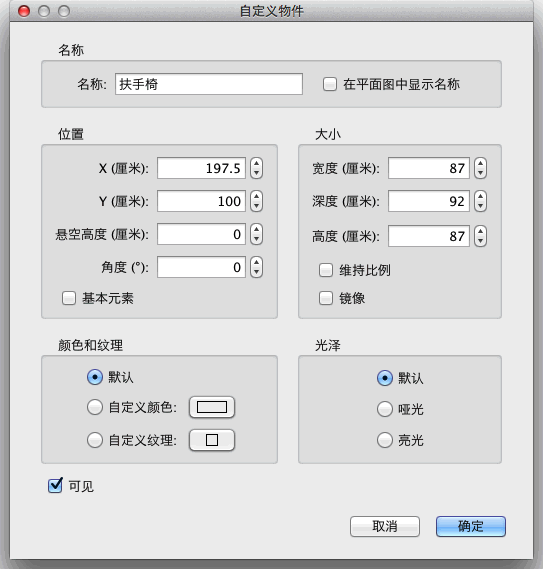 自定义物件
名称
名称: 扶手椅 在平面图中显示名称
位置
X (厘米): 197.5
Y (厘米): 100
悬空高度 (厘米): 0
角度 (°): 0
基本元素
大小
宽度 (厘米): 87
深度 (厘米): 92
高度 (厘米): 87
维持比例
镜像
颜色和纹理
默认
自定义颜色:
自定义纹理:
光泽
默认
哑光
亮光
可见
取消 确定